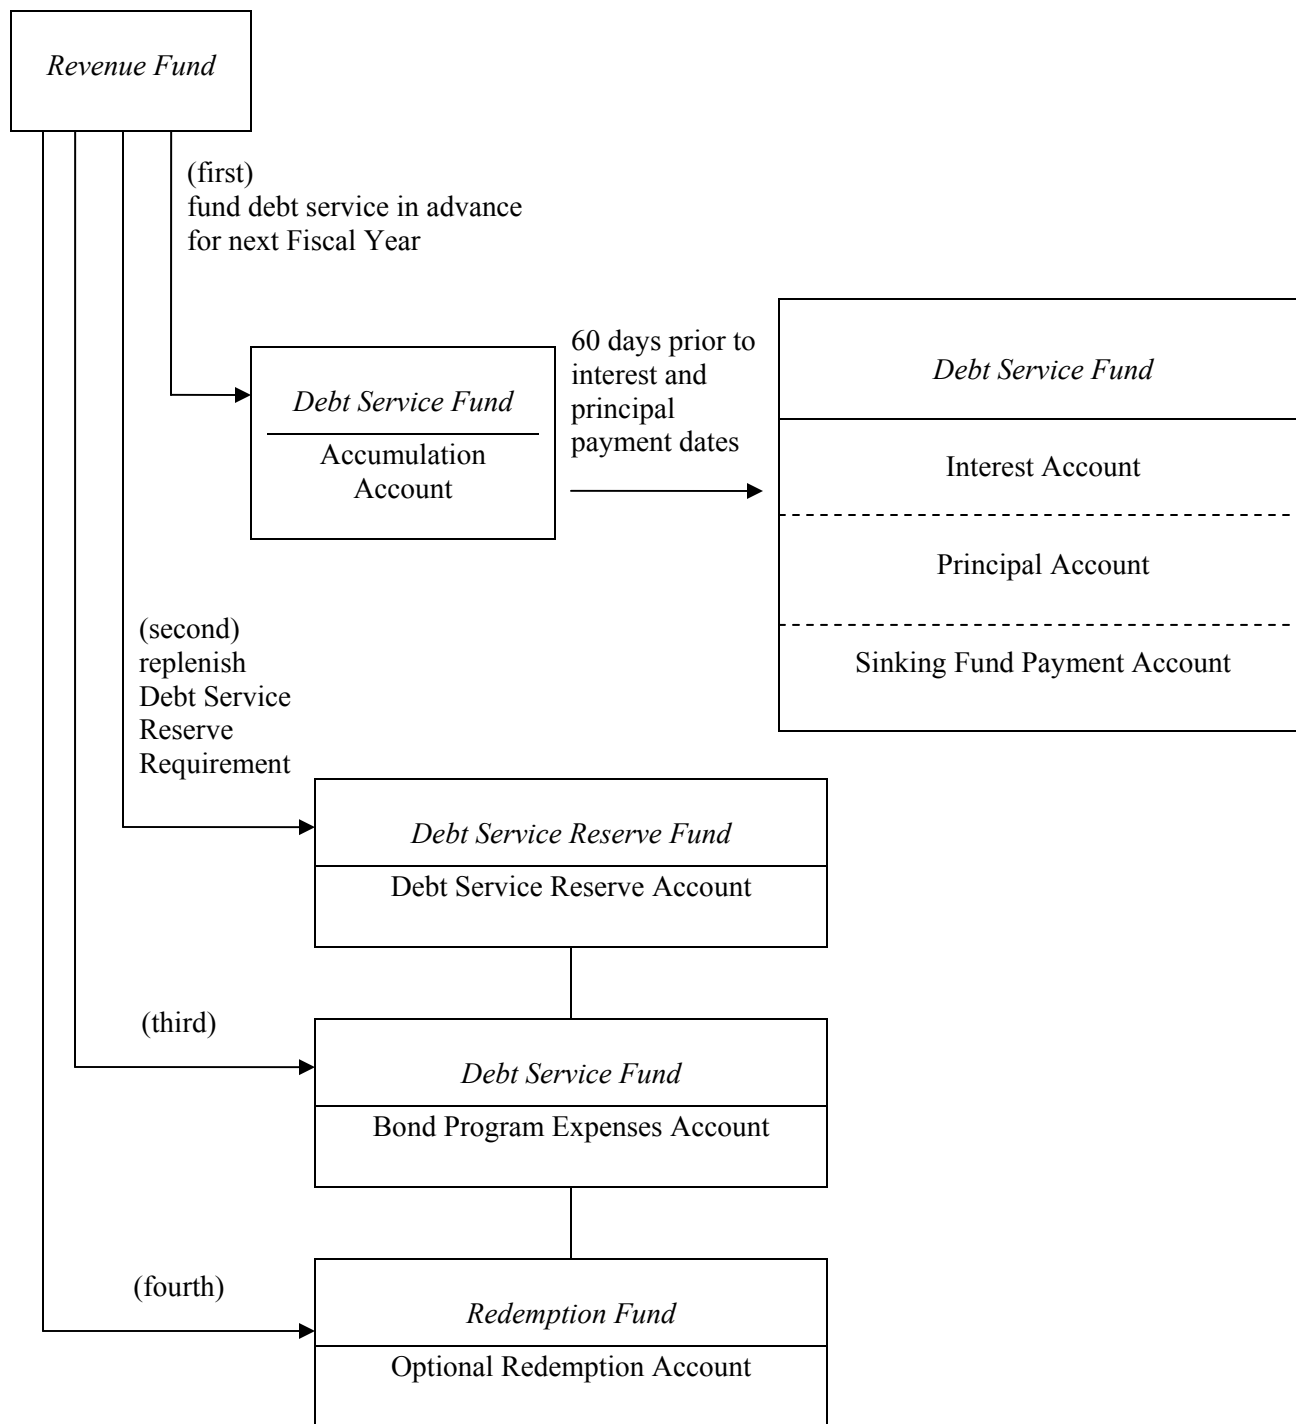 Revenue Fund
(first)
fund debt service in advance
for next Fiscal Year
Debt Service Fund
Accumulation
Account
60 days prior to
interest and
principal
payment dates
Debt Service Fund
Interest Account
Principal Account
Sinking Fund Payment Account
(second)
replenish
Debt Service
Reserve
Requirement
Debt Service Reserve Fund
Debt Service Reserve Account
(third)
Debt Service Fund
Bond Program Expenses Account
(fourth)
Redemption Fund
Optional Redemption Account